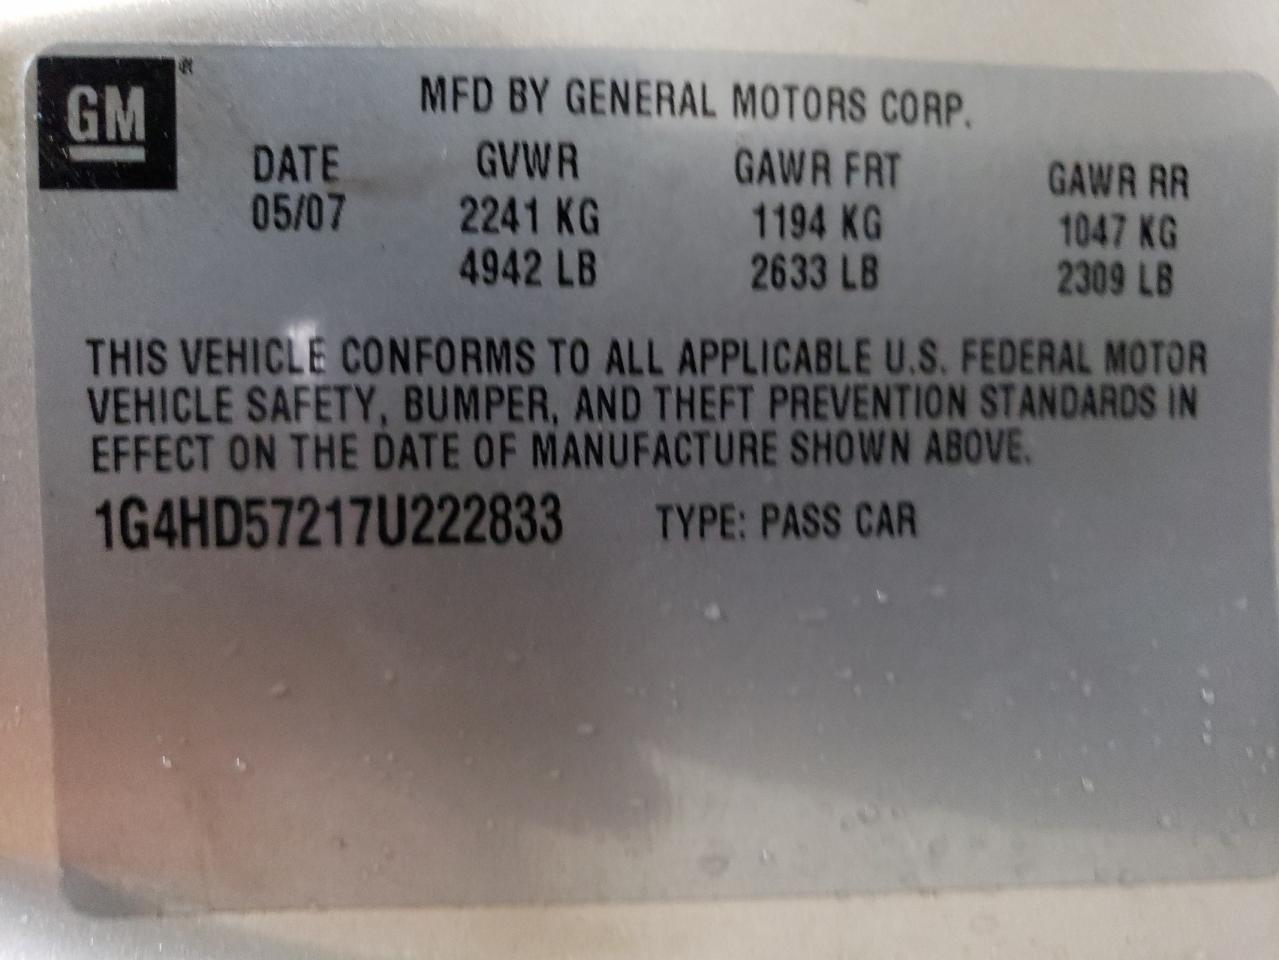 GM®
MFD BY GENERAL MOTORS CORP.
DATE GVWR GAWR FRT GAWR RR
05/07 2241 KG 1194 KG 1047 KG
4942 LB 2633 LB 2309 LB
THIS VEHICLE CONFORMS TO ALL APPLICABLE U.S. FEDERAL MOTOR
VEHICLE SAFETY, BUMPER, AND THEFT PREVENTION STANDARDS IN
EFFECT ON THE DATE OF MANUFACTURE SHOWN ABOVE.
1G4HD57217U222833 TYPE: PASS CAR